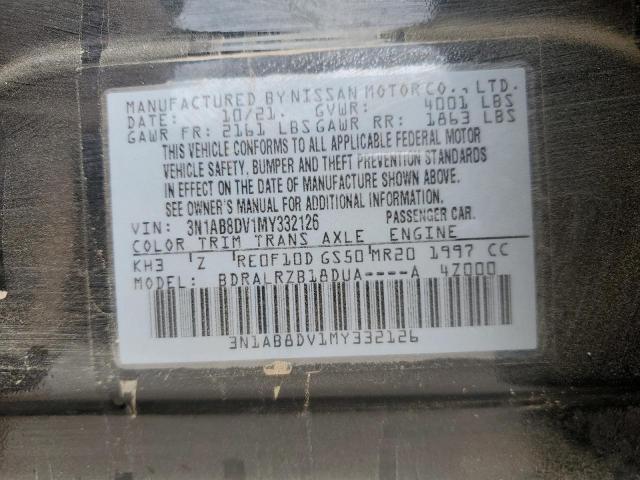 MANUFACTURED BY NISSAN MOTOR CO., LTD.
DATE: 10/21. GVWR: 4001 LBS
GAWR FR: 2161 LBS GAWR RR: 1863 LBS
THIS VEHICLE CONFORMS TO ALL APPLICABLE FEDERAL MOTOR
VEHICLE SAFETY, BUMPER AND THEFT PREVENTION STANDARDS
IN EFFECT ON THE DATE OF MANUFACTURE SHOWN ABOVE.
SEE OWNER'S MANUAL FOR ADDITIONAL INFORMATION.
VIN: 3N1AB8DV1MY332126 PASSENGER CAR.
COLOR TRIM TRANS AXLE ENGINE
KH3 Z RE0F10D GS50 MR20 1997 CC
MODEL: BDRALRZB18DUA----A 4Z000
3N1AB8DV1MY332126